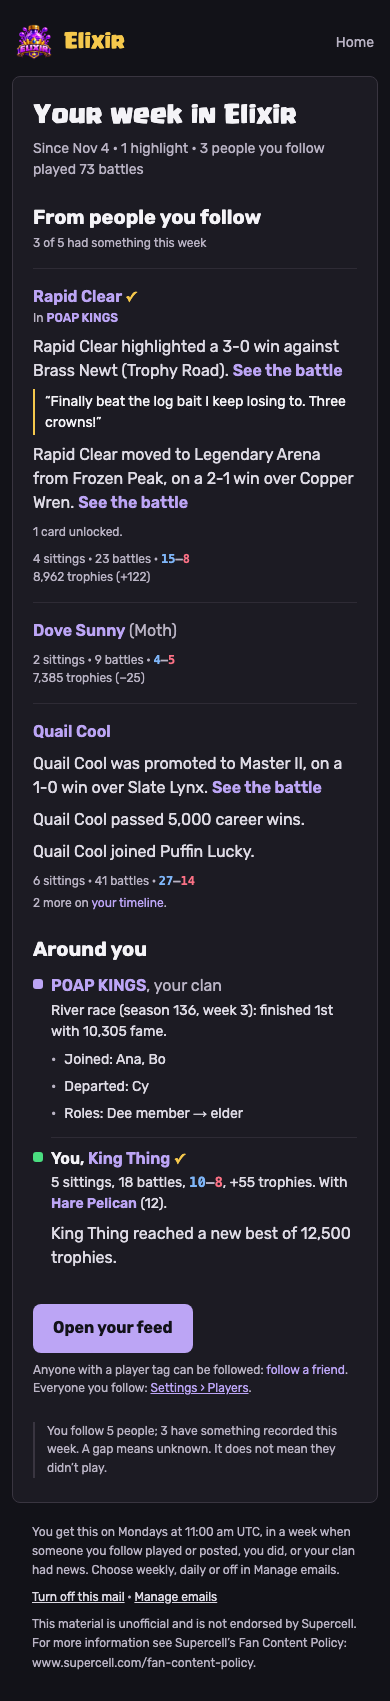 ELIXIR
Elixir
Home
Your week in Elixir
Since Nov 4 • 1 highlight • 3 people you follow
played 73 battles
From people you follow
3 of 5 had something this week
Rapid Clear ✓
In POAP KINGS
Rapid Clear highlighted a 3-0 win against
Brass Newt (Trophy Road). See the battle
“Finally beat the log bait I keep losing to. Three
crowns!”
Rapid Clear moved to Legendary Arena
from Frozen Peak, on a 2-1 win over Copper
Wren. See the battle
1 card unlocked.
4 sittings • 23 battles • 15–8
8,962 trophies (+122)
Dove Sunny (Moth)
2 sittings • 9 battles • 4–5
7,385 trophies (−25)
Quail Cool
Quail Cool was promoted to Master II, on a
1-0 win over Slate Lynx. See the battle
Quail Cool passed 5,000 career wins.
Quail Cool joined Puffin Lucky.
6 sittings • 41 battles • 27–14
2 more on your timeline.
Around you
POAP KINGS, your clan
River race (season 136, week 3): finished 1st
with 10,305 fame.
• Joined: Ana, Bo
• Departed: Cy
• Roles: Dee member → elder
You, King Thing ✓
5 sittings, 18 battles, 10–8, +55 trophies. With
Hare Pelican (12).
King Thing reached a new best of 12,500
trophies.
Open your feed
Anyone with a player tag can be followed: follow a friend.
Everyone you follow: Settings › Players.
You follow 5 people; 3 have something recorded this
week. A gap means unknown. It does not mean they
didn’t play.
You get this on Mondays at 11:00 am UTC, in a week when
someone you follow played or posted, you did, or your clan
had news. Choose weekly, daily or off in Manage emails.
Turn off this mail • Manage emails
This material is unofficial and is not endorsed by Supercell.
For more information see Supercell’s Fan Content Policy:
www.supercell.com/fan-content-policy.